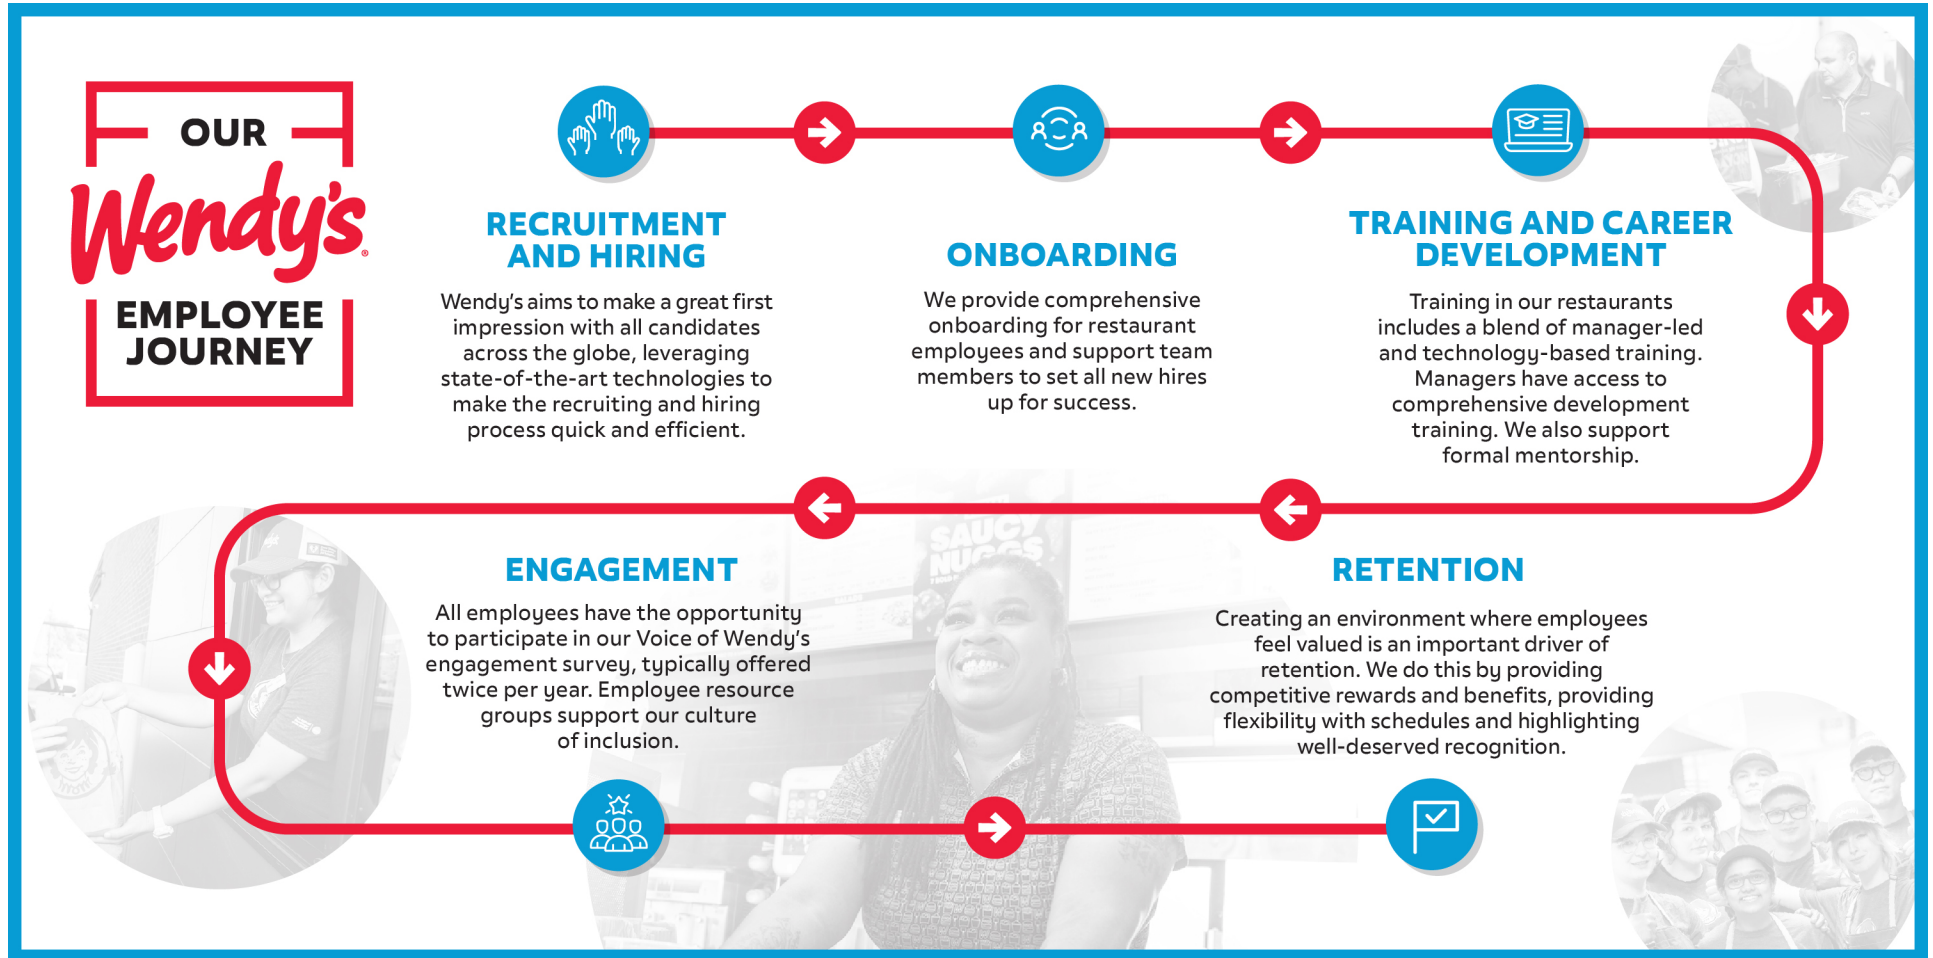 OUR
Wendy's®
EMPLOYEE
JOURNEY
RECRUITMENT
AND HIRING
Wendy's aims to make a great first
impression with all candidates
across the globe, leveraging
state-of-the-art technologies to
make the recruiting and hiring
process quick and efficient.
ONBOARDING
We provide comprehensive
onboarding for restaurant
employees and support team
members to set all new hires
up for success.
TRAINING AND CAREER
DEVELOPMENT
Training in our restaurants
includes a blend of manager-led
and technology-based training.
Managers have access to
comprehensive development
training. We also support
formal mentorship.
ENGAGEMENT
All employees have the opportunity
to participate in our Voice of Wendy's
engagement survey, typically offered
twice per year. Employee resource
groups support our culture
of inclusion.
RETENTION
Creating an environment where employees
feel valued is an important driver of
retention. We do this by providing
competitive rewards and benefits, providing
flexibility with schedules and highlighting
well-deserved recognition.
SAUCY
NUGGS